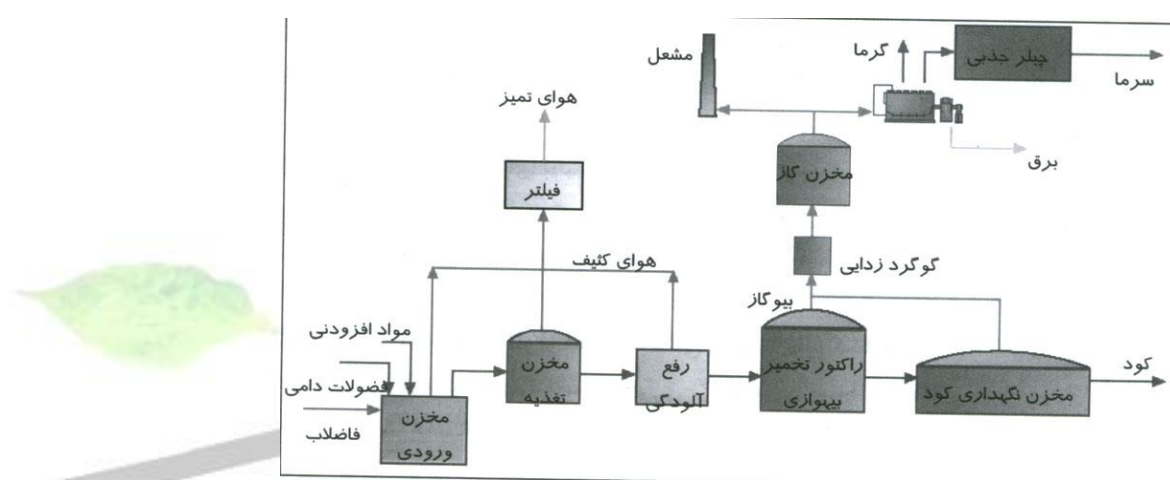 چیلر جذبی
گرما
سرما
مشعل
برق
هوای تمیز
مخزن گاز
فیلتر
هوای کثیف
گوگرد زدایی
بیوگاز
مواد افزودنی
فضولات دامی
فاضلاب
مخزن
ورودی
مخزن
تغذیه
رفع
آلودگی
راکتور تخمیر
بیهوازی
مخزن نگهداری کود
کود